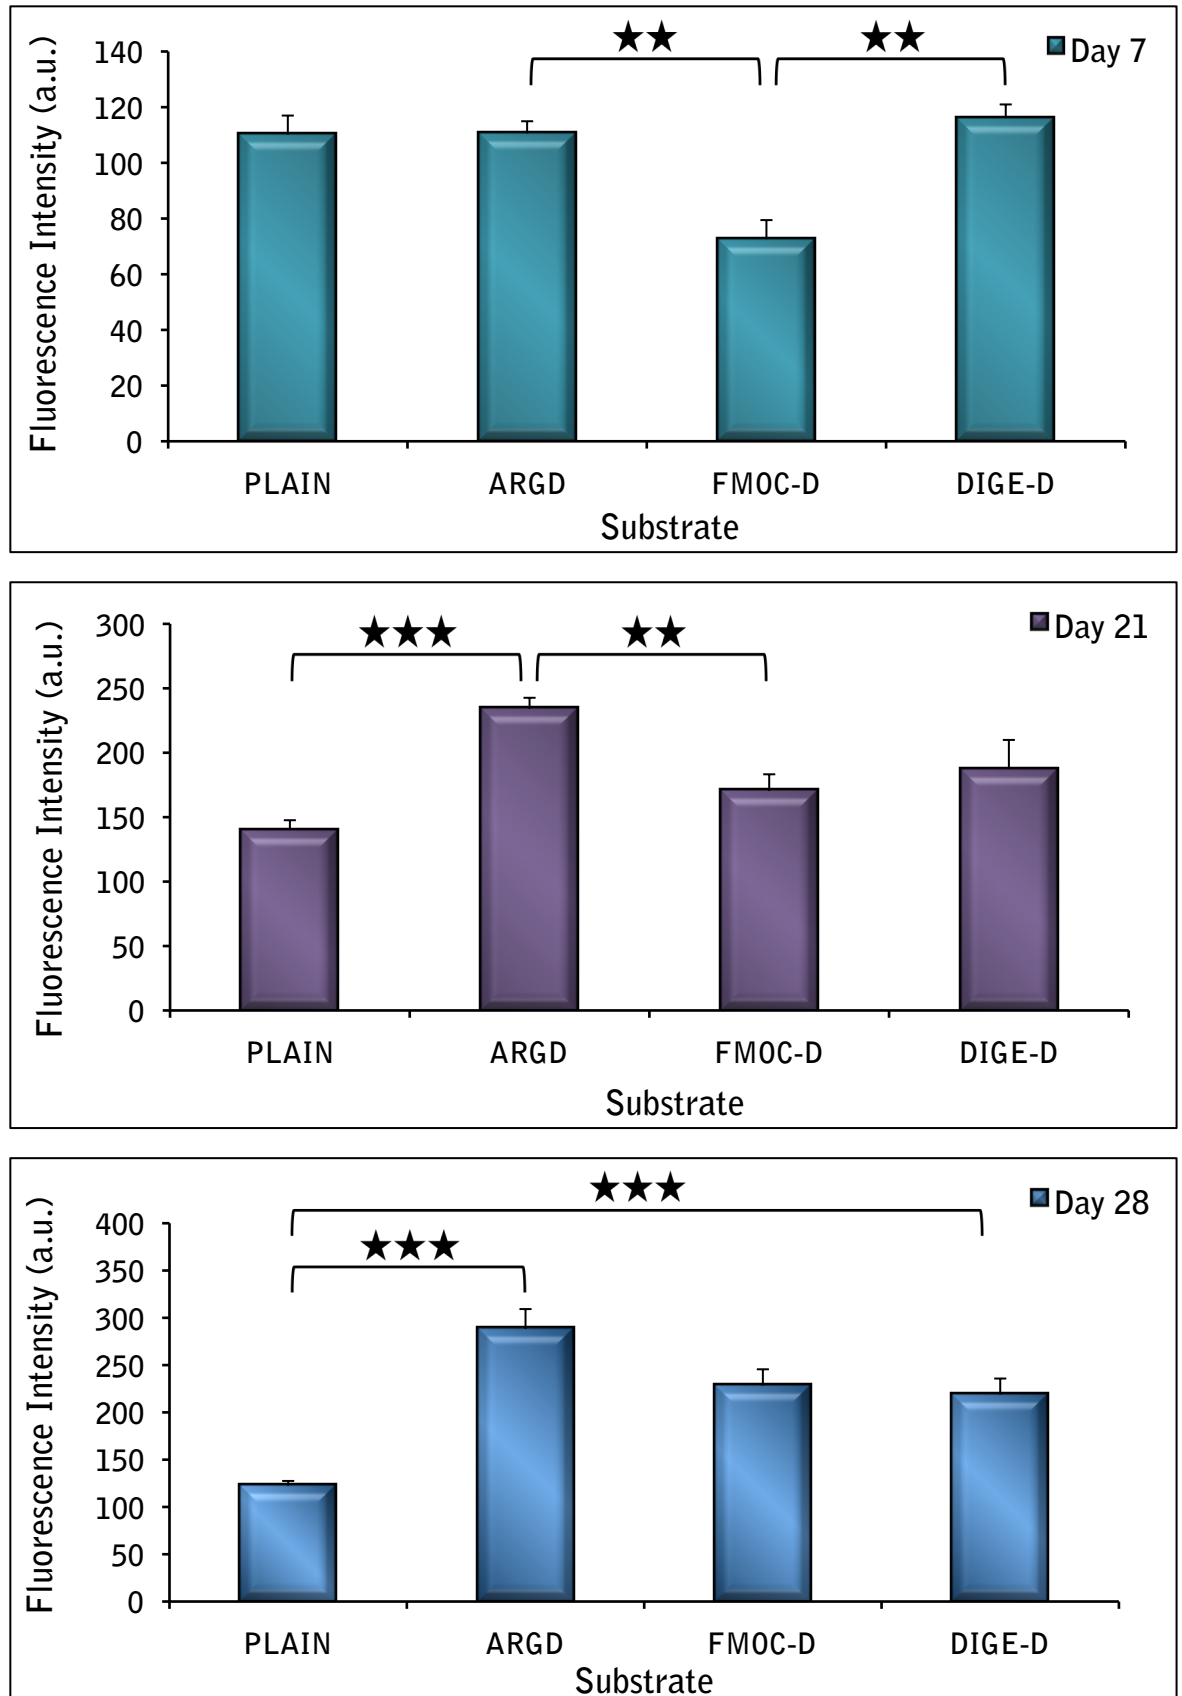 ★★ ★★
Day 7
Fluorescence Intensity (a.u.)
140
120
100
80
60
40
20
0
PLAIN ARGD FMOC-D DIGE-D
Substrate
★★★ ★★
Day 21
Fluorescence Intensity (a.u.)
300
250
200
150
100
50
0
PLAIN ARGD FMOC-D DIGE-D
Substrate
★★★
★★★
Day 28
Fluorescence Intensity (a.u.)
400
350
300
250
200
150
100
50
0
PLAIN ARGD FMOC-D DIGE-D
Substrate